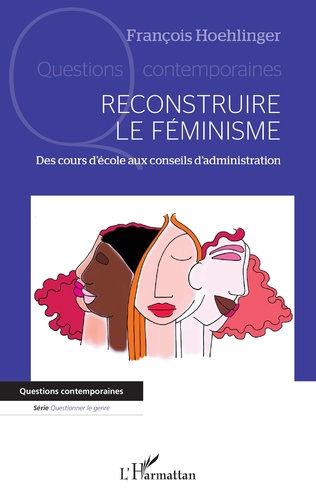 François Hoehlinger
Questions contemporaines
RECONSTRUIRE
LE FÉMINISME
Des cours d'école aux conseils d'administration
Questions contemporaines
Série Questionner le genre
L'Harmattan